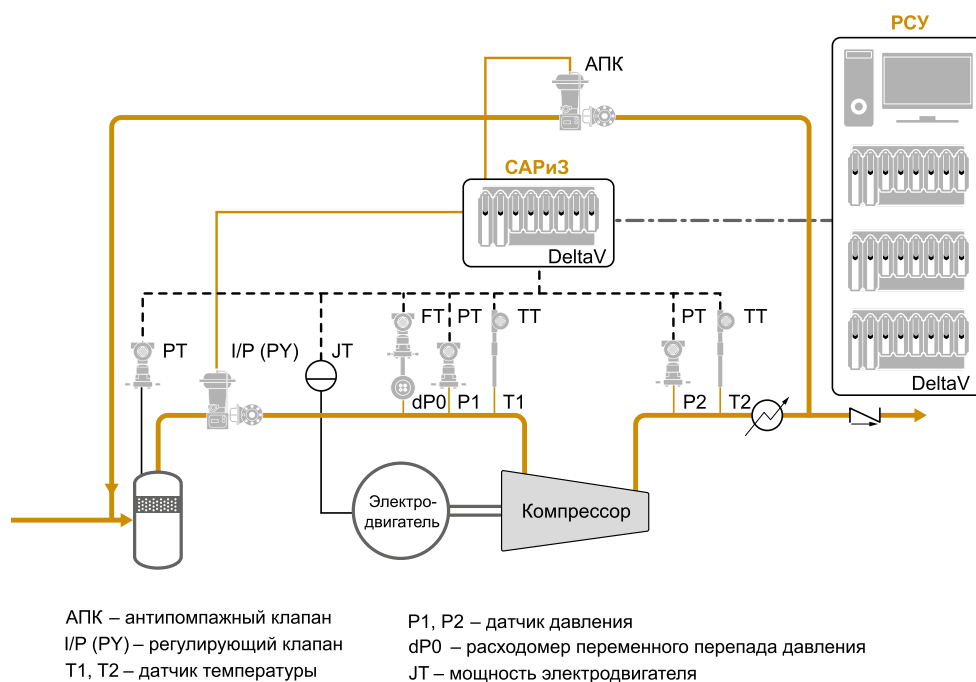 РСУ
АПК
САРиЗ
DeltaV
FT
PT
TT
PT
TT
PT
I/P (PY)
JT
DeltaV
dP0
P1
T1
P2
T2
Электро-
двигатель
Компрессор
АПК – антипомпажный клапан
I/P (PY) – регулирующий клапан
T1, T2 – датчик температуры
P1, P2 – датчик давления
dP0 – расходомер переменного перепада давления
JT – мощность электродвигателя